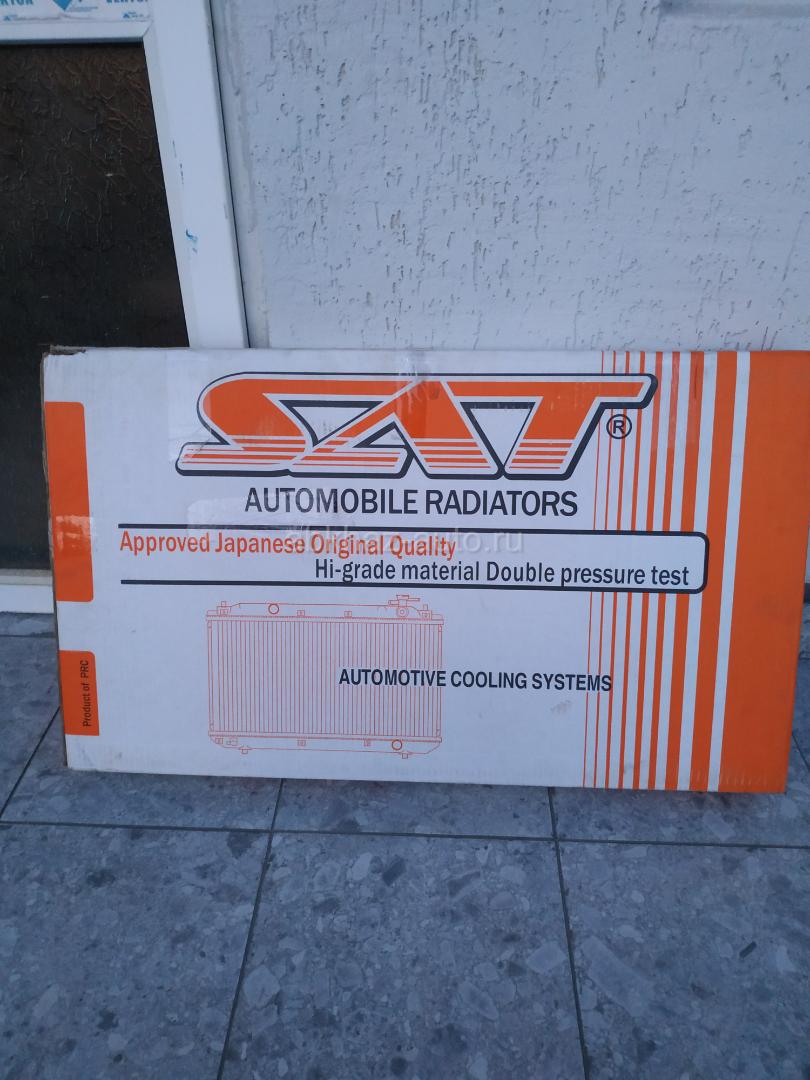 SAT®
AUTOMOBILE RADIATORS
Approved Japanese Original Quality
Hi-grade material Double pressure test
AUTOMOTIVE COOLING SYSTEMS
Product of PRC